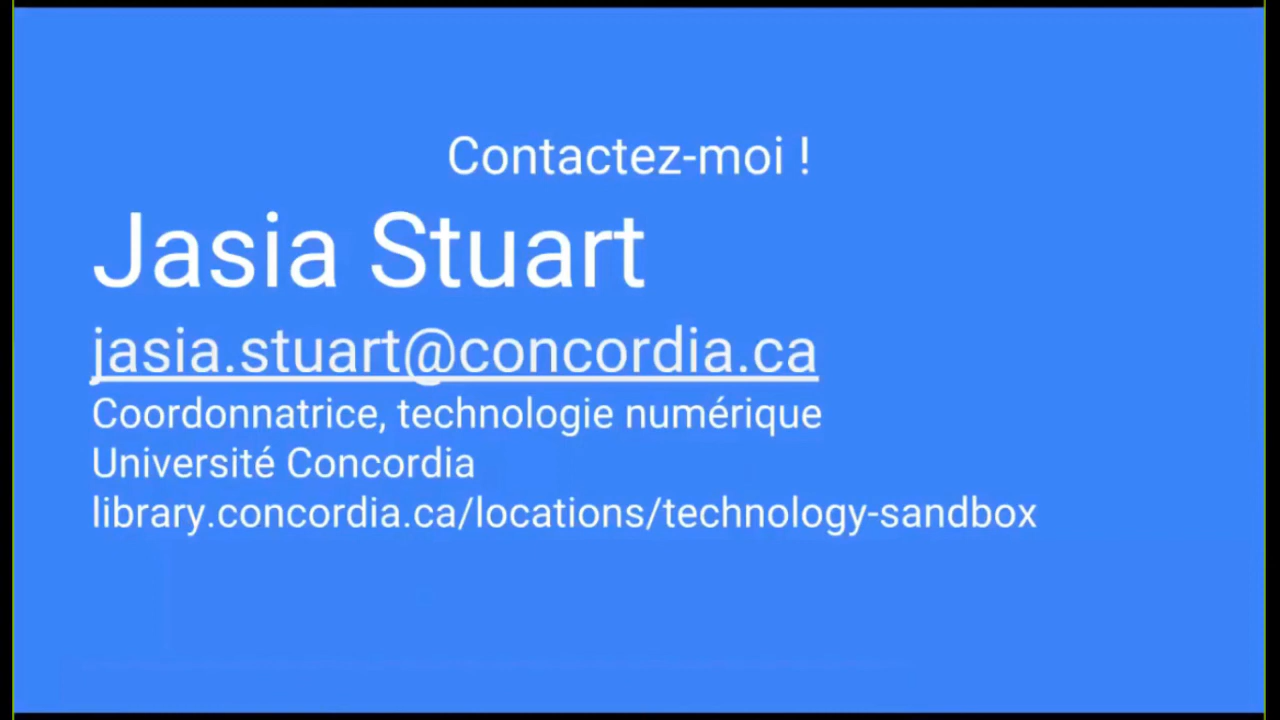 Contactez-moi !
Jasia Stuart
jasia.stuart@concordia.ca
Coordonnatrice, technologie numérique
Université Concordia
library.concordia.ca/locations/technology-sandbox